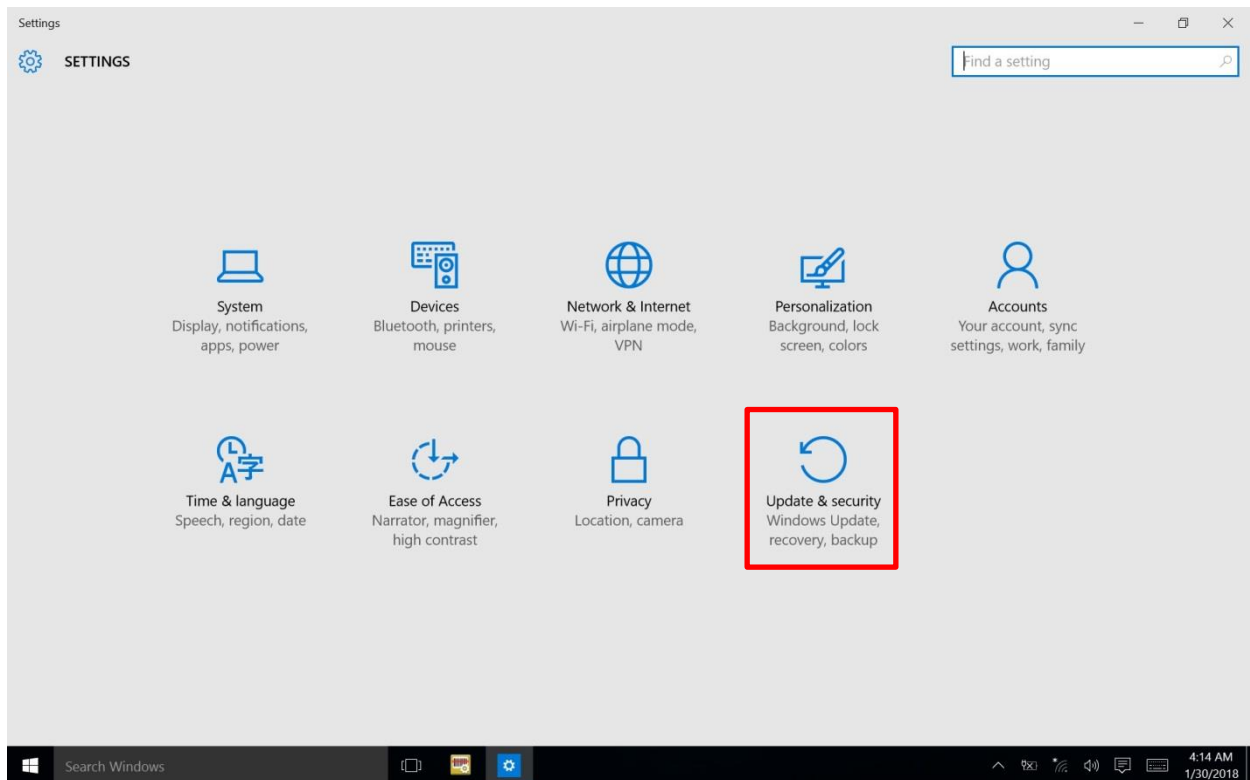 Settings
SETTINGS
Find a setting
System
Display, notifications,
apps, power
Devices
Bluetooth, printers,
mouse
Network & Internet
Wi-Fi, airplane mode,
VPN
Personalization
Background, lock
screen, colors
Accounts
Your account, sync
settings, work, family
Time & language
Speech, region, date
Ease of Access
Narrator, magnifier,
high contrast
Privacy
Location, camera
Update & security
Windows Update,
recovery, backup
Search Windows
4:14 AM
1/30/2018